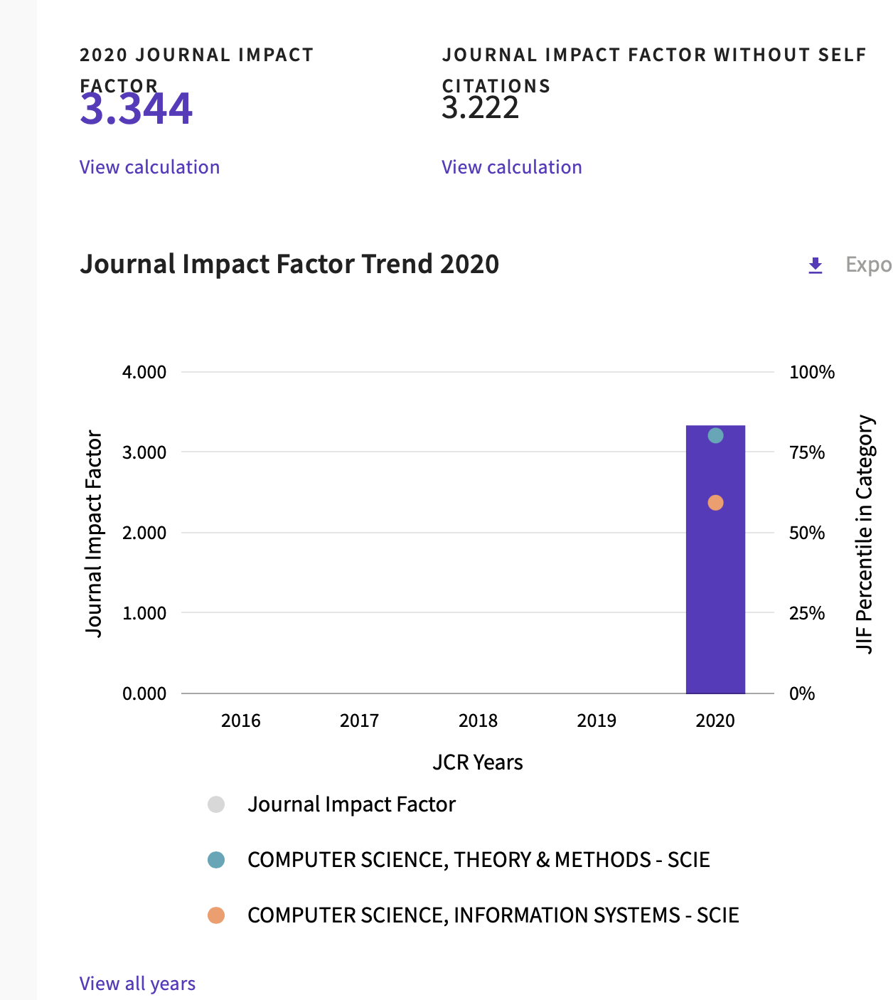 2020 JOURNAL IMPACT
FACTOR
3.344
View calculation
JOURNAL IMPACT FACTOR WITHOUT SELF
CITATIONS
3.222
View calculation
Journal Impact Factor Trend 2020
Expo
4.000
3.000
2.000
1.000
0.000
Journal Impact Factor
100%
75%
50%
25%
0%
JIF Percentile in Category
2016
2017
2018
2019
2020
JCR Years
Journal Impact Factor
COMPUTER SCIENCE, THEORY & METHODS - SCIE
COMPUTER SCIENCE, INFORMATION SYSTEMS - SCIE
View all years